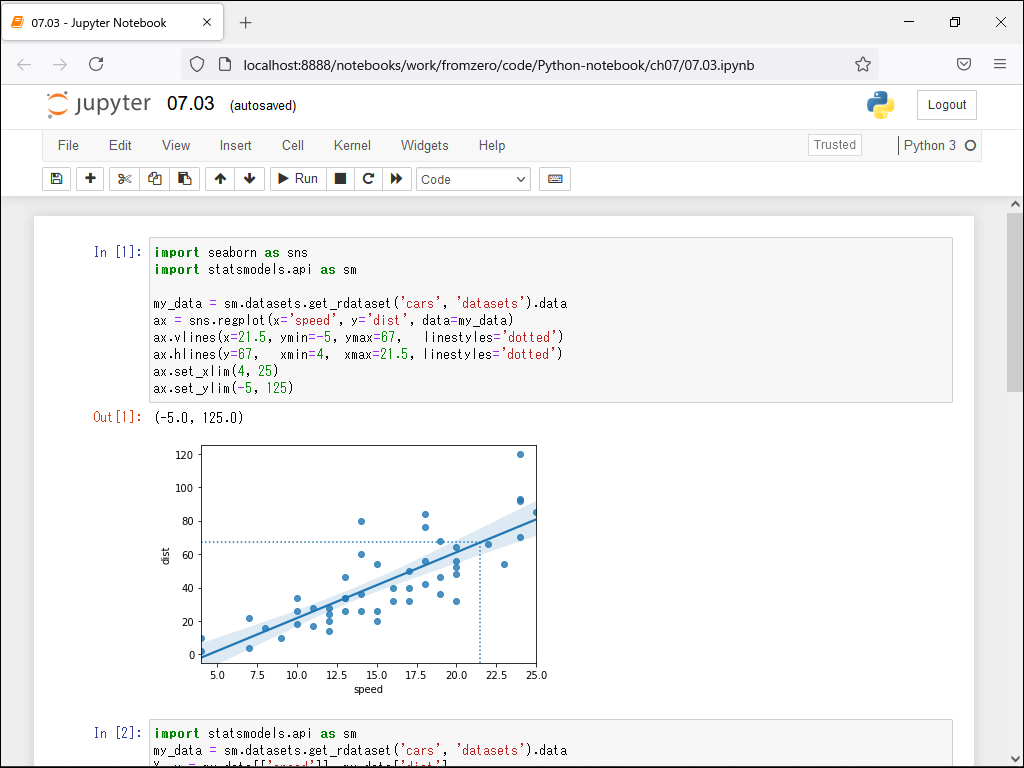 07.03 - Jupyter Notebook
localhost:8888/notebooks/work/fromzero/code/Python-notebook/ch07/07.03.ipynb
jupyter 07.03 (autosaved)
Logout
File Edit View Insert Cell Kernel Widgets Help Trusted Python 3
Run Code
In [1]: import seaborn as sns
import statsmodels.api as sm
my_data = sm.datasets.get_rdataset('cars', 'datasets').data
ax = sns.regplot(x='speed', y='dist', data=my_data)
ax.vlines(x=21.5, ymin=-5, ymax=67,   linestyles='dotted')
ax.hlines(y=67,   xmin=4,  xmax=21.5, linestyles='dotted')
ax.set_xlim(4, 25)
ax.set_ylim(-5, 125)
Out[1]: (-5.0, 125.0)
120
100
80
60
40
20
0
dist
5.0 7.5 10.0 12.5 15.0 17.5 20.0 22.5 25.0
speed
In [2]: import statsmodels.api as sm
my_data = sm.datasets.get_rdataset('cars', 'datasets').data
X, y = my_data[['speed']], my_data['dist']